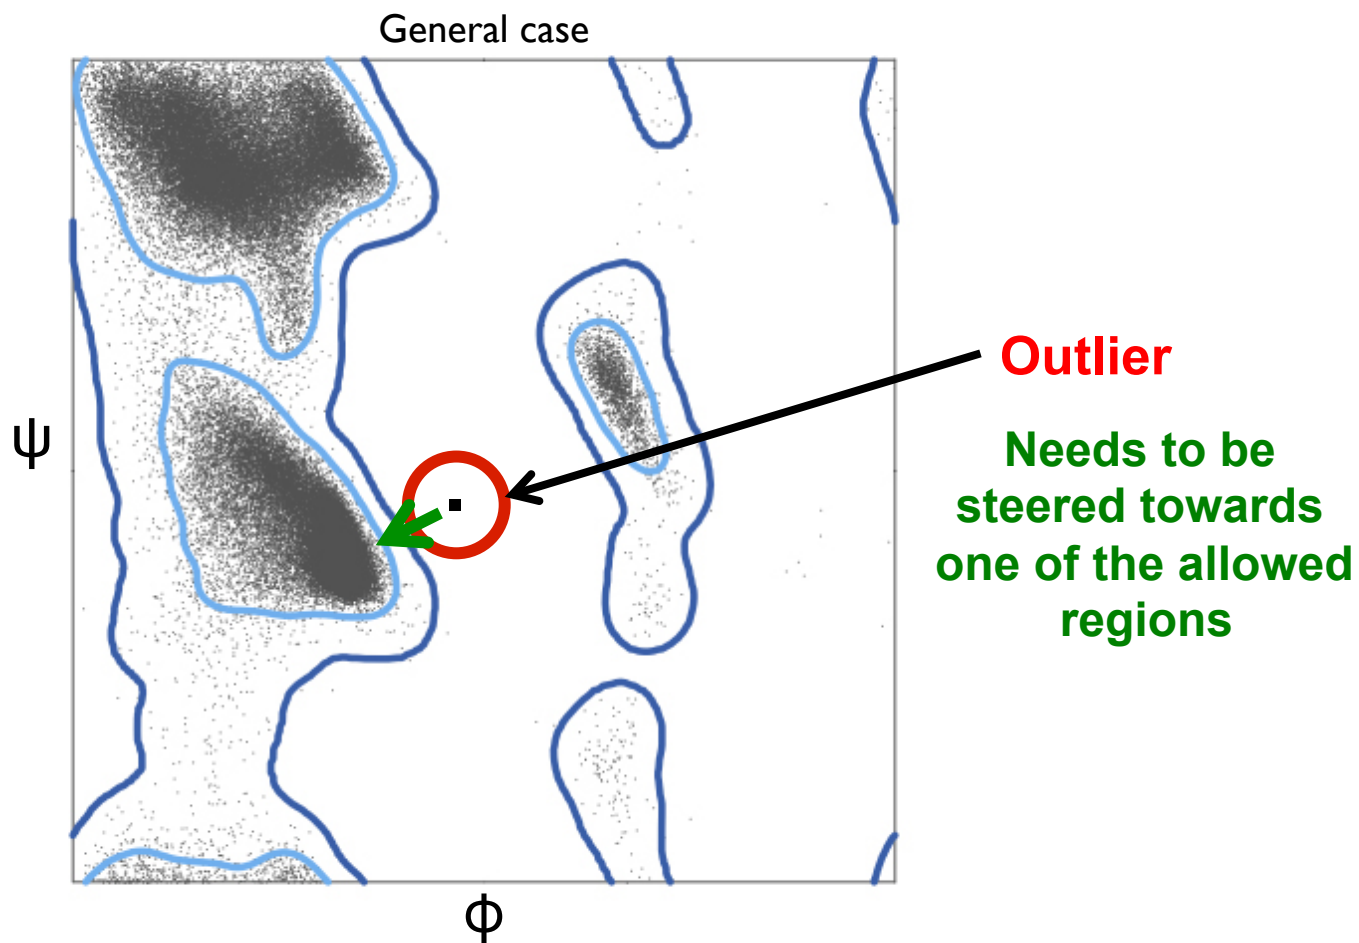 General case
Outlier
Needs to be
steered towards
one of the allowed
regions
ψ
ϕ